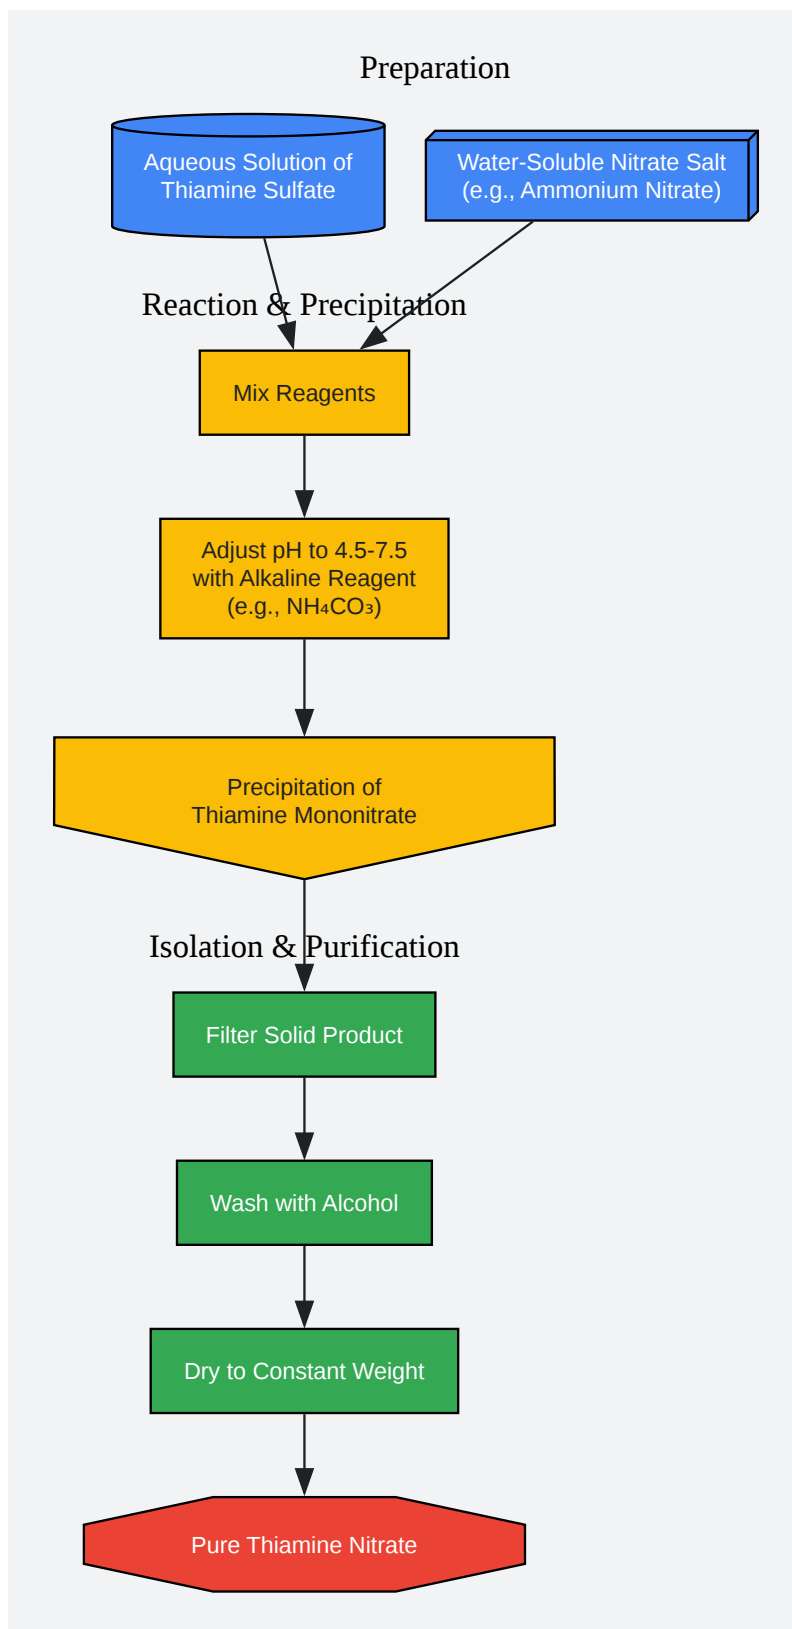 Preparation
Aqueous Solution of
Thiamine Sulfate
Water-Soluble Nitrate Salt
(e.g., Ammonium Nitrate)
Reaction & Precipitation
Mix Reagents
Adjust pH to 4.5-7.5
with Alkaline Reagent
(e.g., NH₄CO₃)
Precipitation of
Thiamine Mononitrate
Isolation & Purification
Filter Solid Product
Wash with Alcohol
Dry to Constant Weight
Pure Thiamine Nitrate